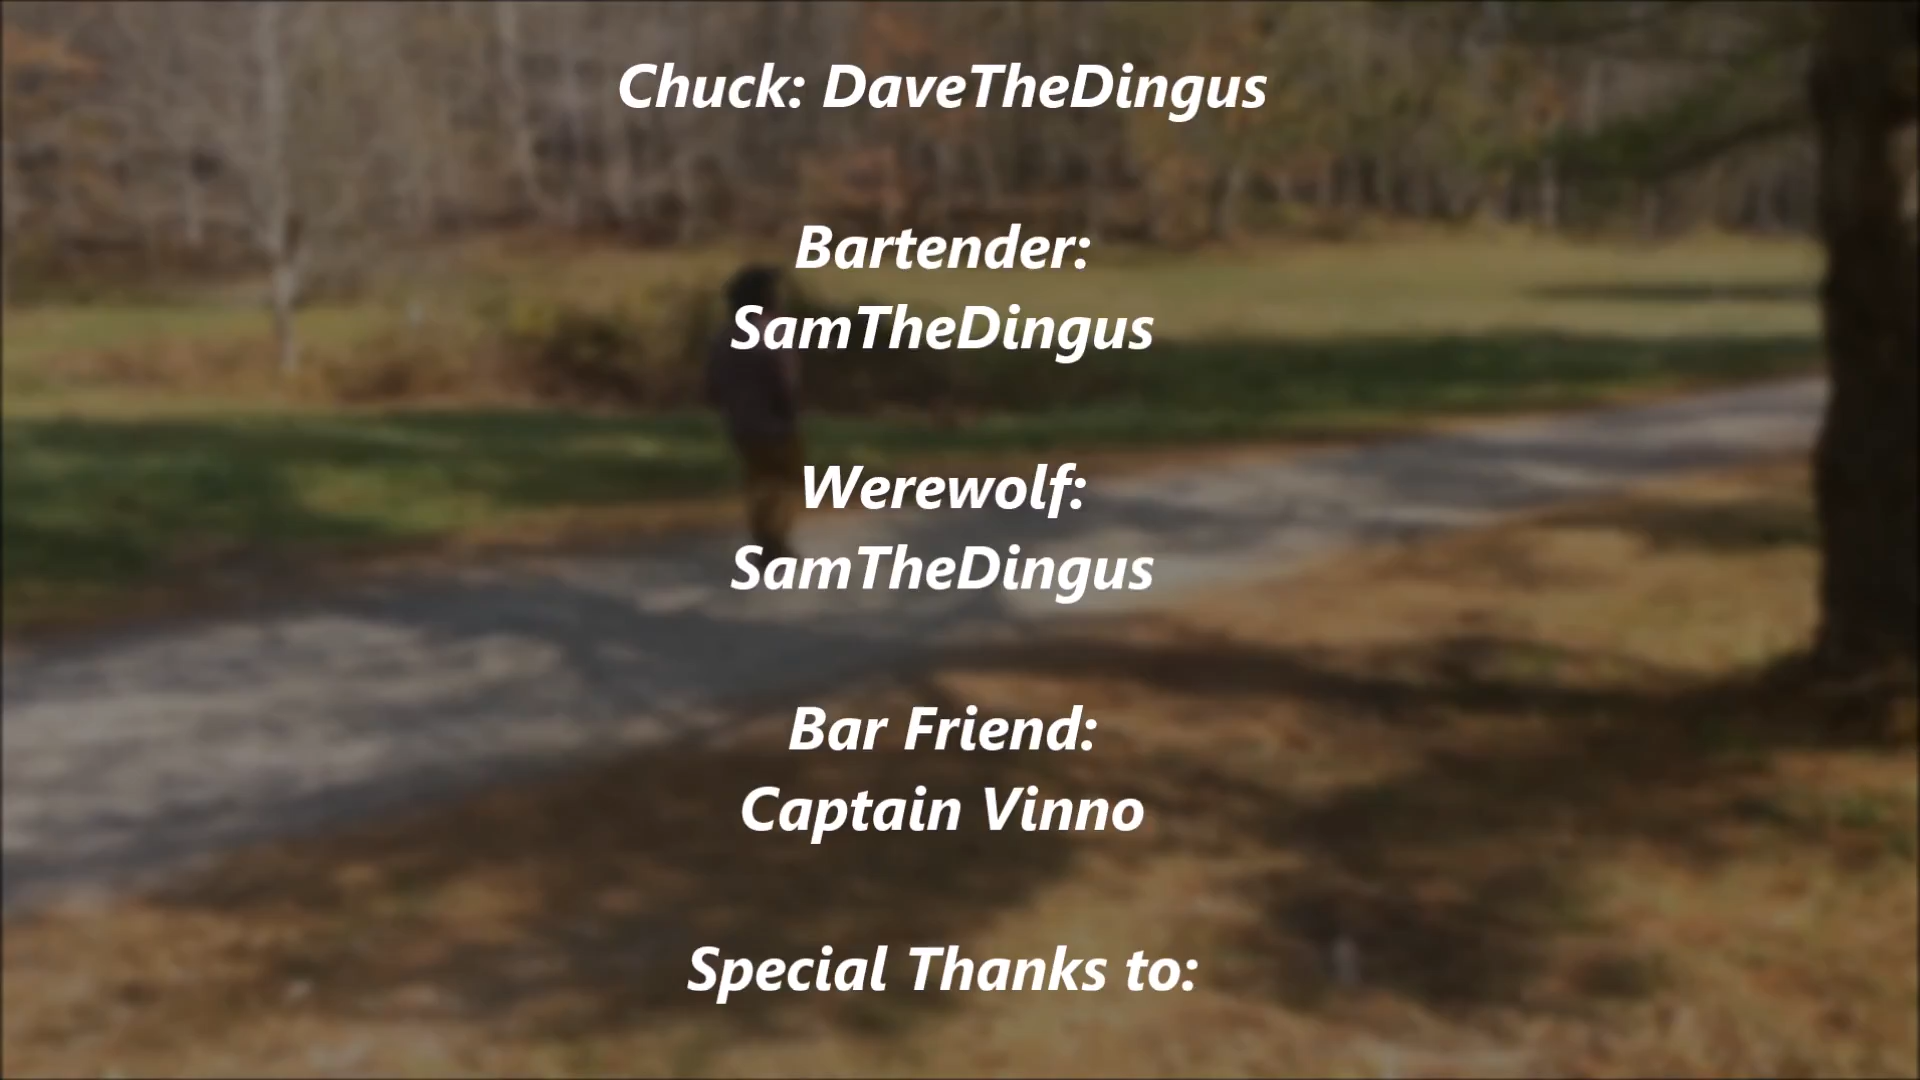 Chuck: DaveTheDingus
Bartender:
SamTheDingus
Werewolf:
SamTheDingus
Bar Friend:
Captain Vinno
Special Thanks to: